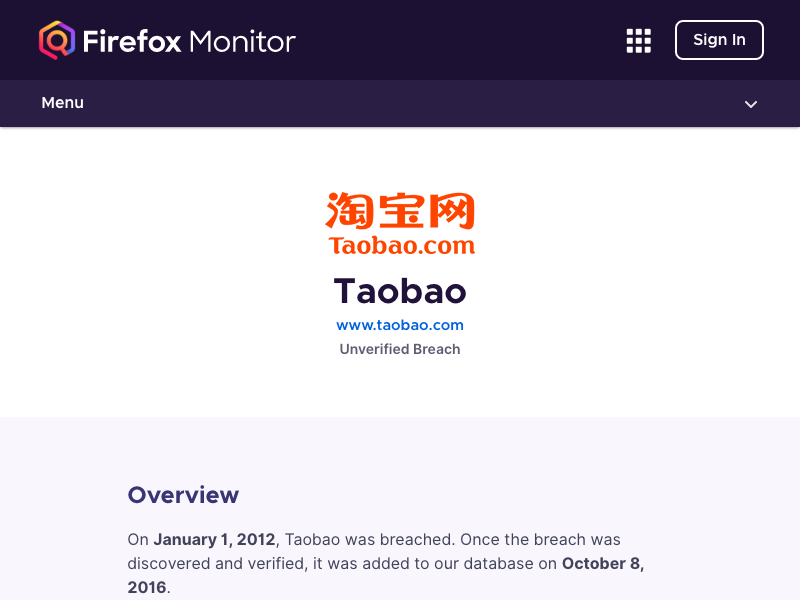 Firefox Monitor
Sign In
Menu
淘宝网
Taobao.com
Taobao
www.taobao.com
Unverified Breach
Overview
On January 1, 2012, Taobao was breached. Once the breach was
discovered and verified, it was added to our database on October 8,
2016.